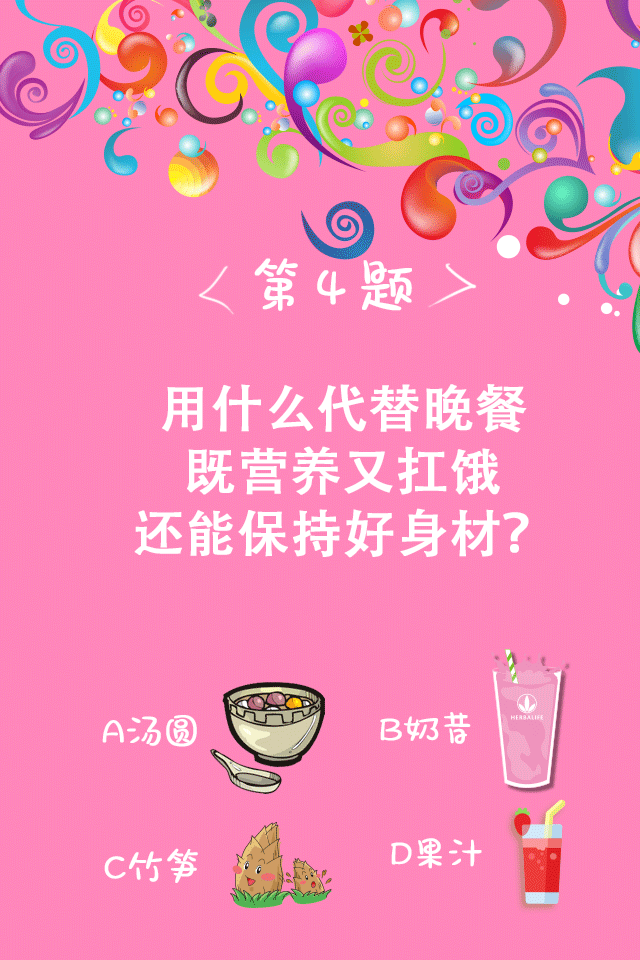 <第4题>
用什么代替晚餐
既营养又扛饿
还能保持好身材?
A汤圆
B奶昔
HERBALIFE
C竹笋
D果汁